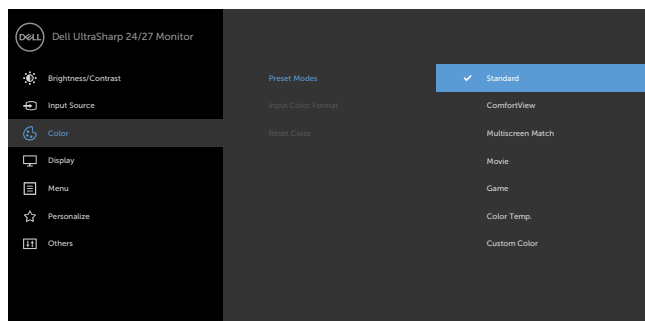 DELL Dell UltraSharp 24/27 Monitor
Brightness/Contrast Preset Modes Standard
Input Source Input Color Format ComfortView
Color Reset Color Multiscreen Match
Display Movie
Menu Game
Personalize Color Temp.
Others Custom Color